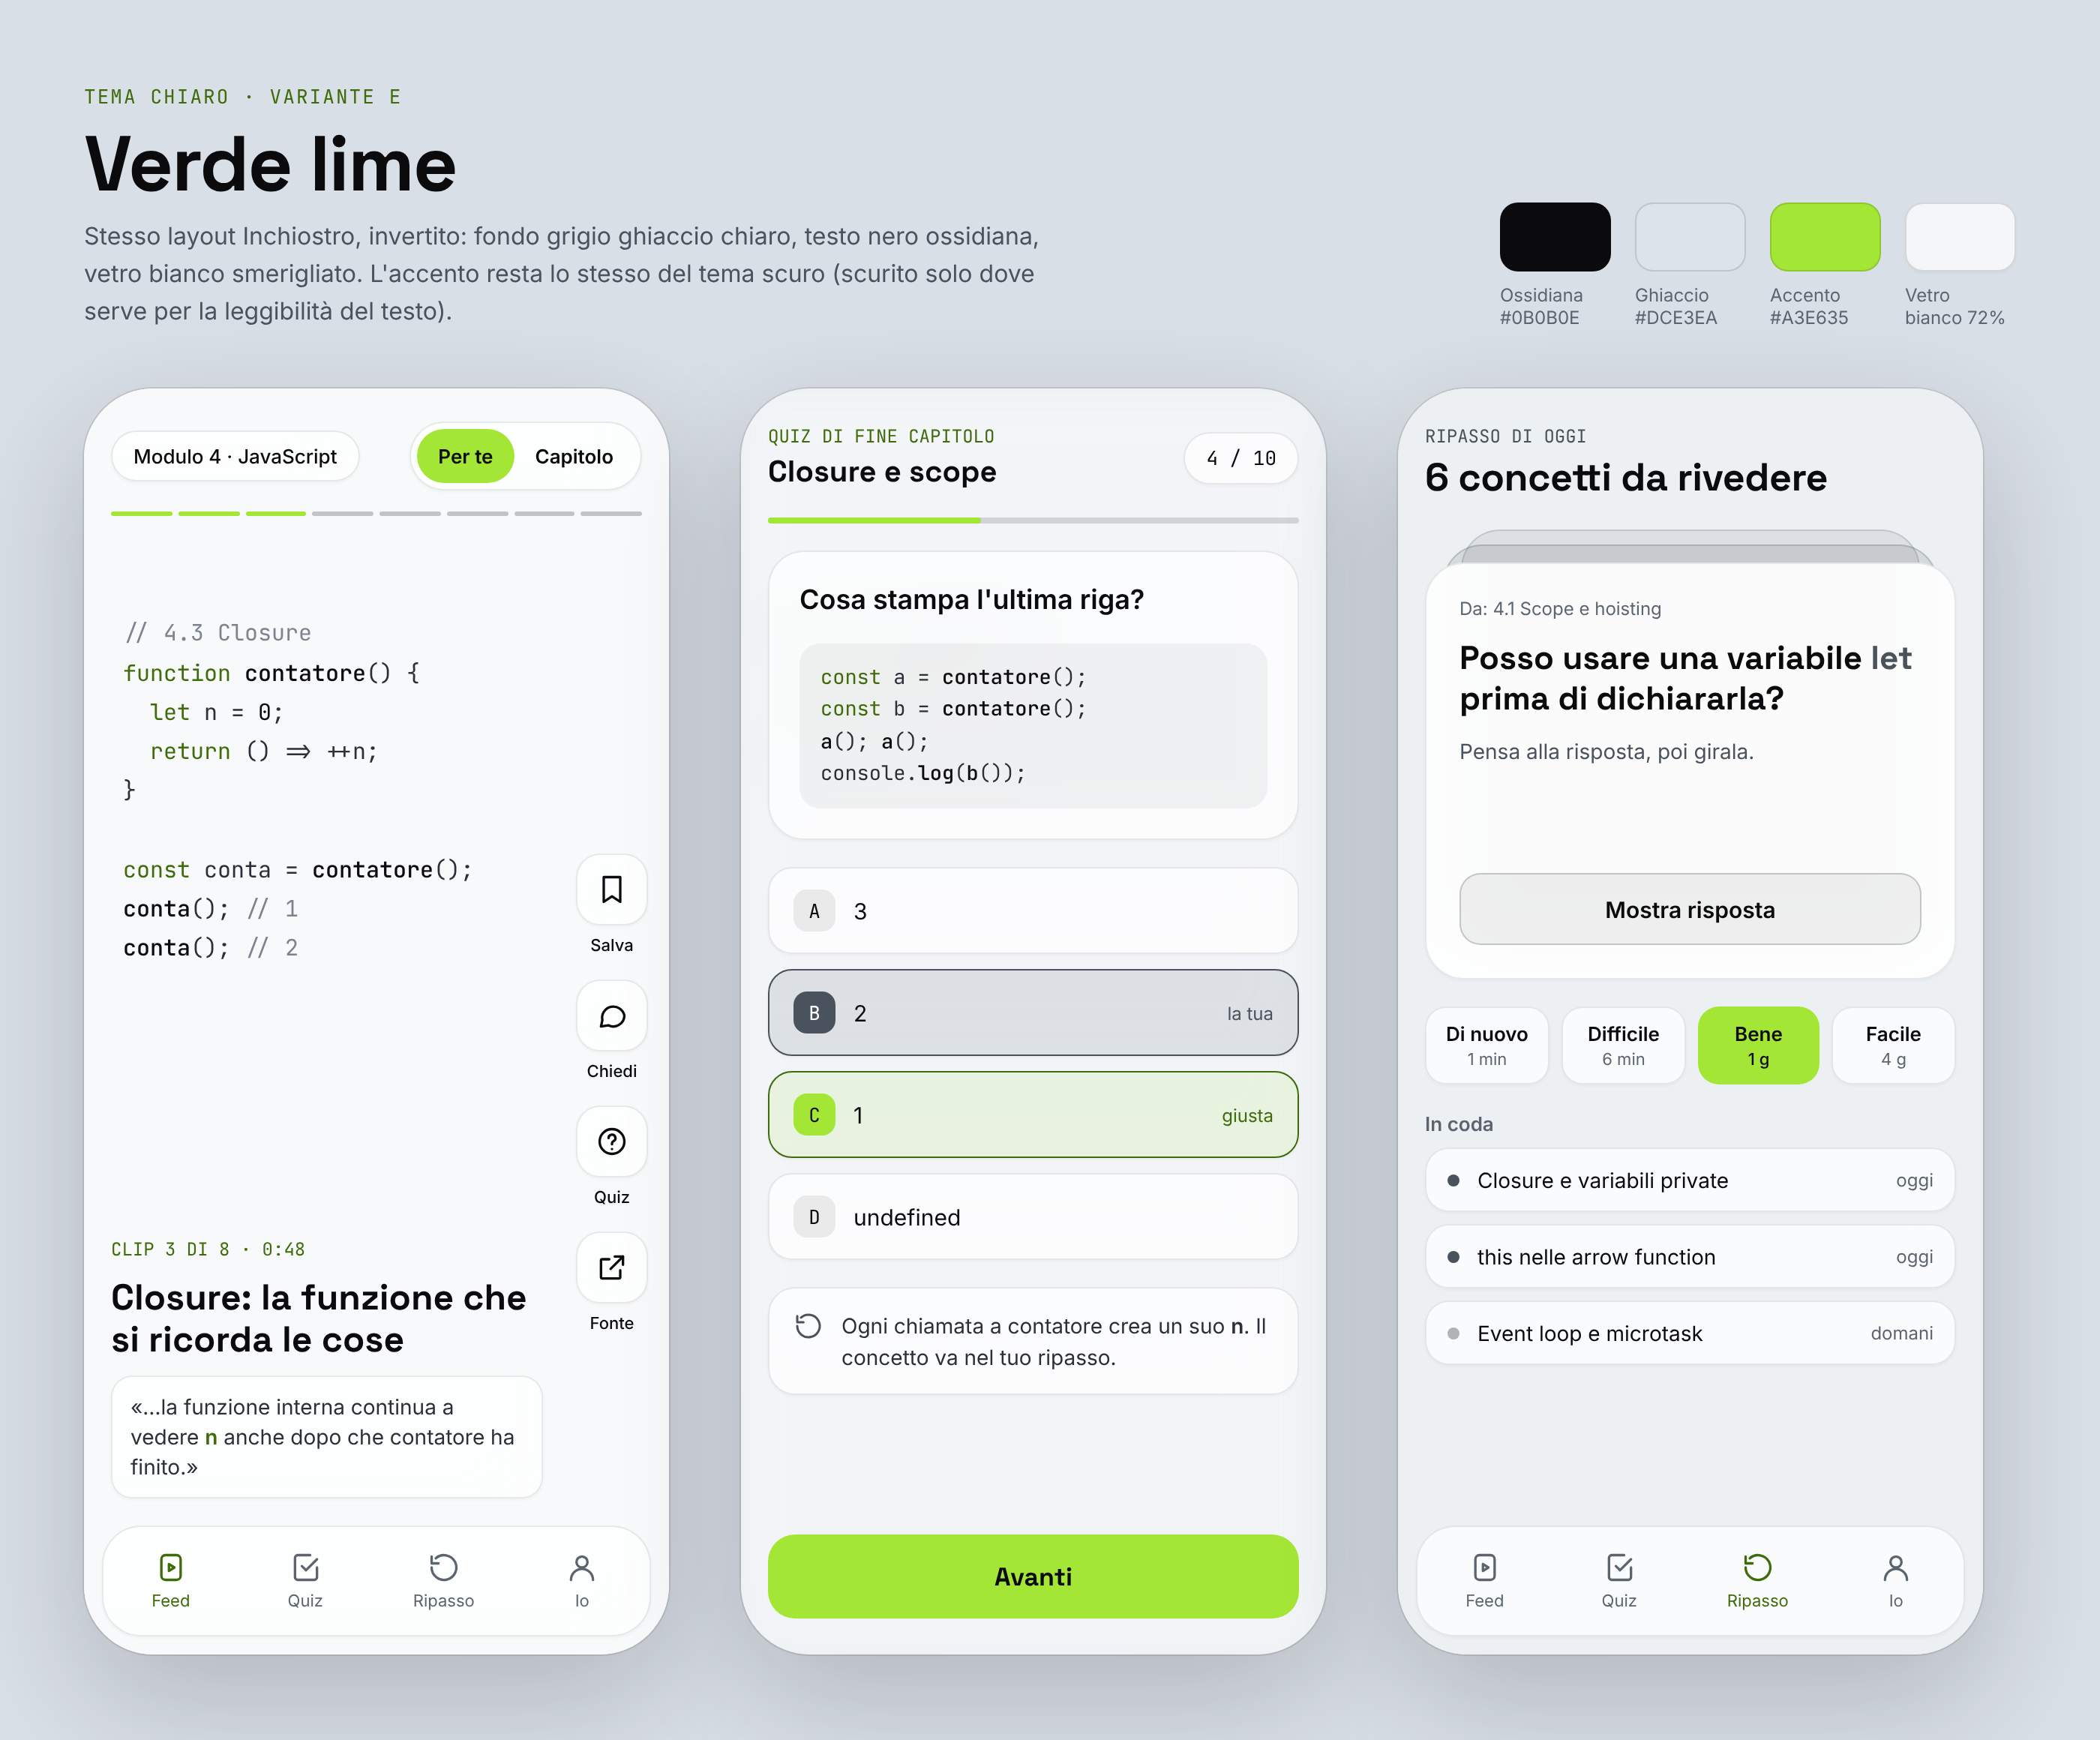 TEMA CHIARO · VARIANTE E
Verde lime
Stesso layout Inchiostro, invertito: fondo grigio ghiaccio chiaro, testo nero ossidiana,
vetro bianco smerigliato. L'accento resta lo stesso del tema scuro (scurito solo dove
serve per la leggibilità del testo).
Ossidiana
#0B0B0E
Ghiaccio
#DCE3EA
Accento
#A3E635
Vetro
bianco 72%
Modulo 4 · JavaScript
Per te
Capitolo
// 4.3 Closure
function contatore() {
  let n = 0;
  return () => ++n;
}
const conta = contatore();
conta(); // 1
conta(); // 2
Salva
Chiedi
Quiz
Fonte
CLIP 3 DI 8 · 0:48
Closure: la funzione che
si ricorda le cose
«…la funzione interna continua a
vedere n anche dopo che contatore ha
finito.»
Feed
Quiz
Ripasso
Io
QUIZ DI FINE CAPITOLO
Closure e scope
4 / 10
Cosa stampa l'ultima riga?
const a = contatore();
const b = contatore();
a(); a();
console.log(b());
A 3
B 2 la tua
C 1 giusta
D undefined
Ogni chiamata a contatore crea un suo n. Il
concetto va nel tuo ripasso.
Avanti
RIPASSO DI OGGI
6 concetti da rivedere
Da: 4.1 Scope e hoisting
Posso usare una variabile let
prima di dichiararla?
Pensa alla risposta, poi girala.
Mostra risposta
Di nuovo
1 min
Difficile
6 min
Bene
1 g
Facile
4 g
In coda
Closure e variabili private oggi
this nelle arrow function oggi
Event loop e microtask domani
Feed
Quiz
Ripasso
Io